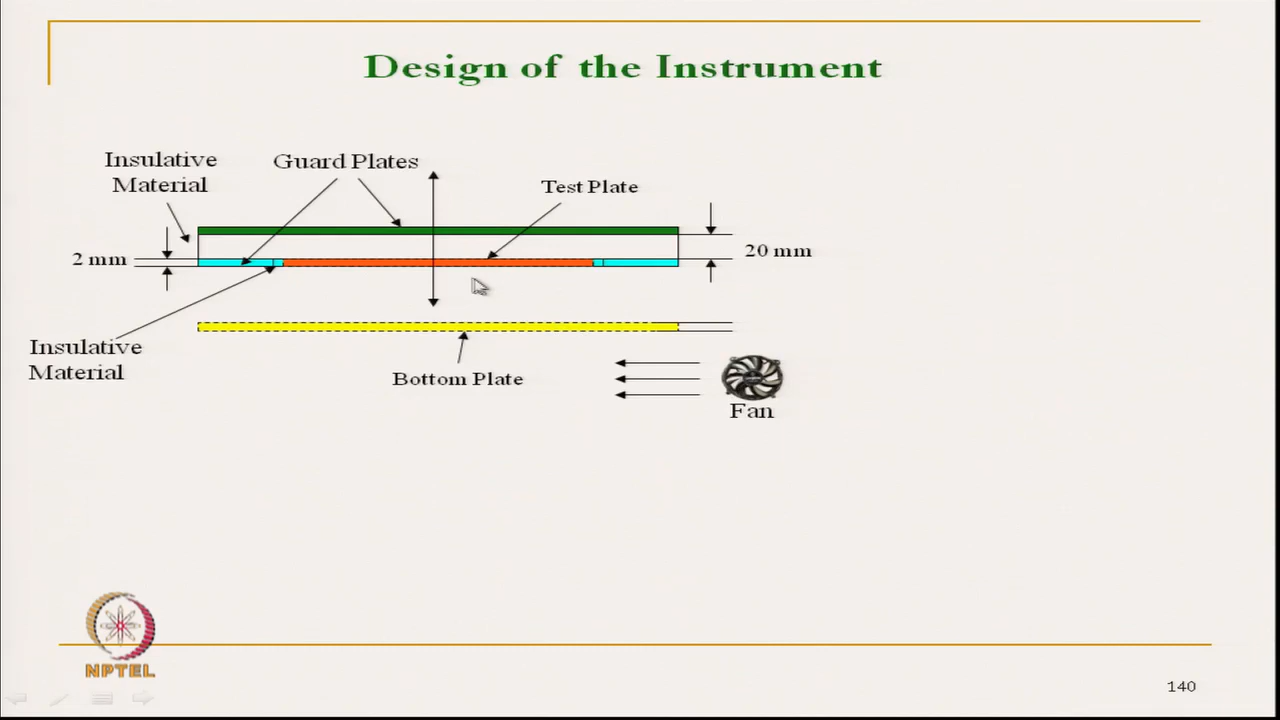 Design of the Instrument
Insulative
Material
Guard Plates
Test Plate
2 mm
20 mm
Insulative
Material
Bottom Plate
Fan
NPTEL
140